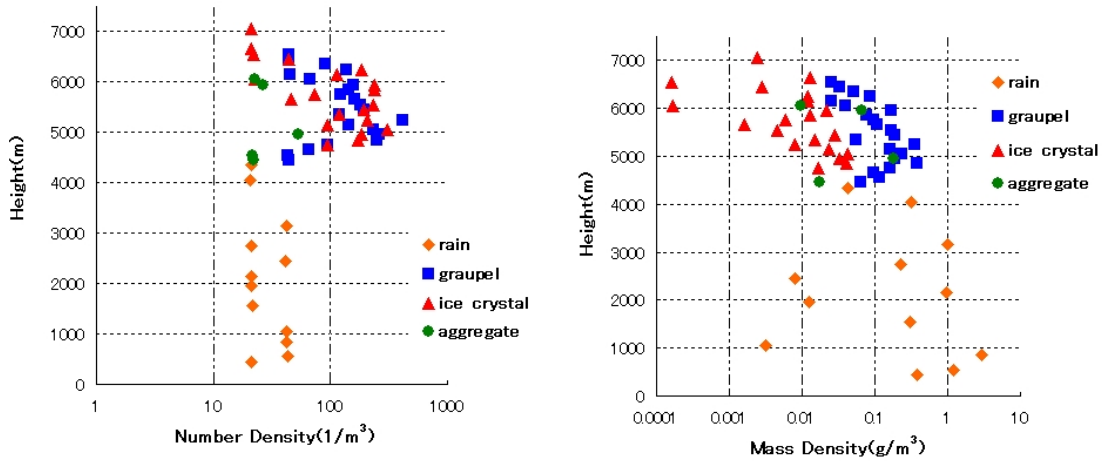 7000
6000
5000
4000
3000
2000
1000
0
Height(m)
1
10
100
1000
Number Density(1/m³)
rain
graupel
ice crystal
aggregate
7000
6000
5000
4000
3000
2000
1000
0
Height(m)
0.0001
0.001
0.01
0.1
1
10
Mass Density(g/m³)
rain
graupel
ice crystal
aggregate